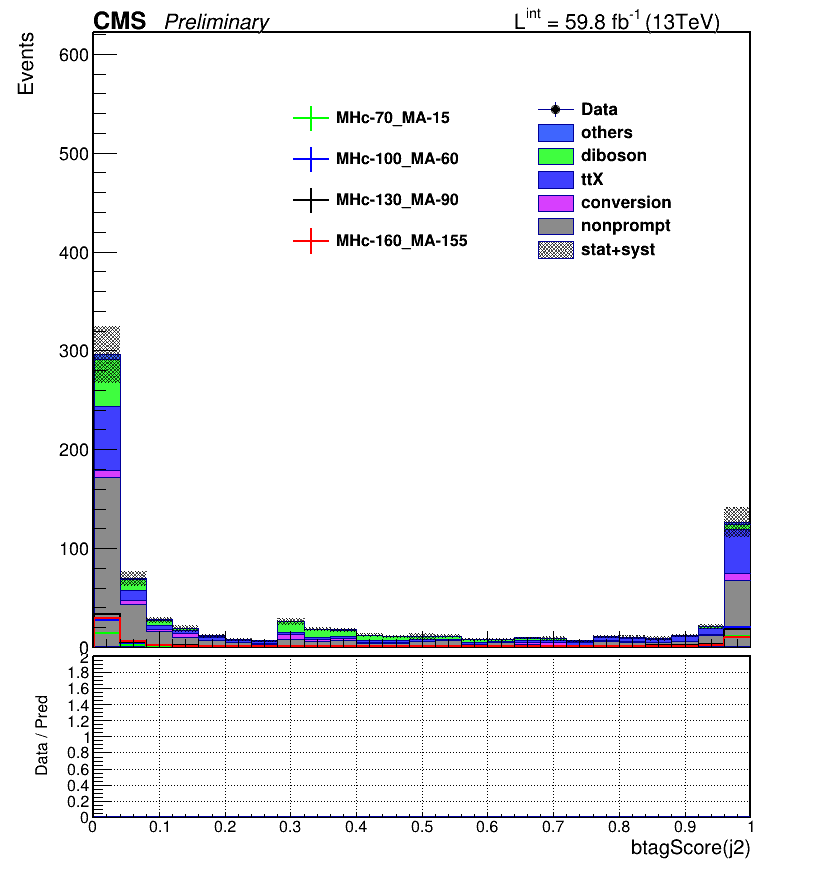 CMS Preliminary L^int = 59.8 fb^-1 (13TeV)
Events
600
500
400
300
200
100
0
MHc-70_MA-15
MHc-100_MA-60
MHc-130_MA-90
MHc-160_MA-155
Data
others
diboson
ttX
conversion
nonprompt
stat+syst
Data / Pred
2
1.8
1.6
1.4
1.2
1
0.8
0.6
0.4
0.2
0
0 0.1 0.2 0.3 0.4 0.5 0.6 0.7 0.8 0.9 1
btagScore(j2)